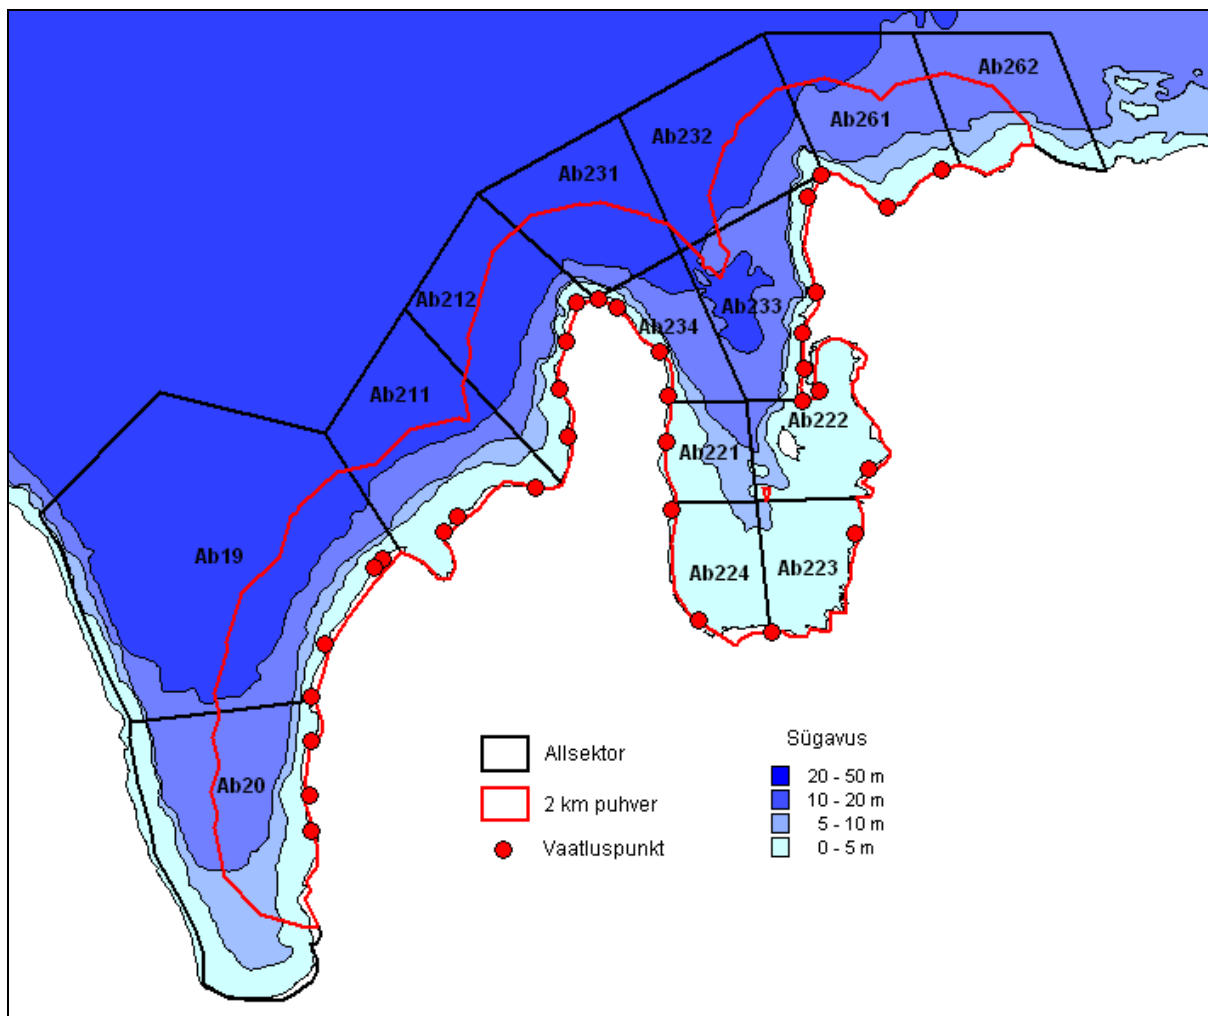 Ab262
Ab261
Ab232
Ab231
Ab212
Ab233
Ab234
Ab211
Ab222
Ab221
Ab19
Ab224
Ab223
Ab20
Allsektor
2 km puhver
Vaatluspunkt
Sügavus
20 - 50 m
10 - 20 m
5 - 10 m
0 - 5 m